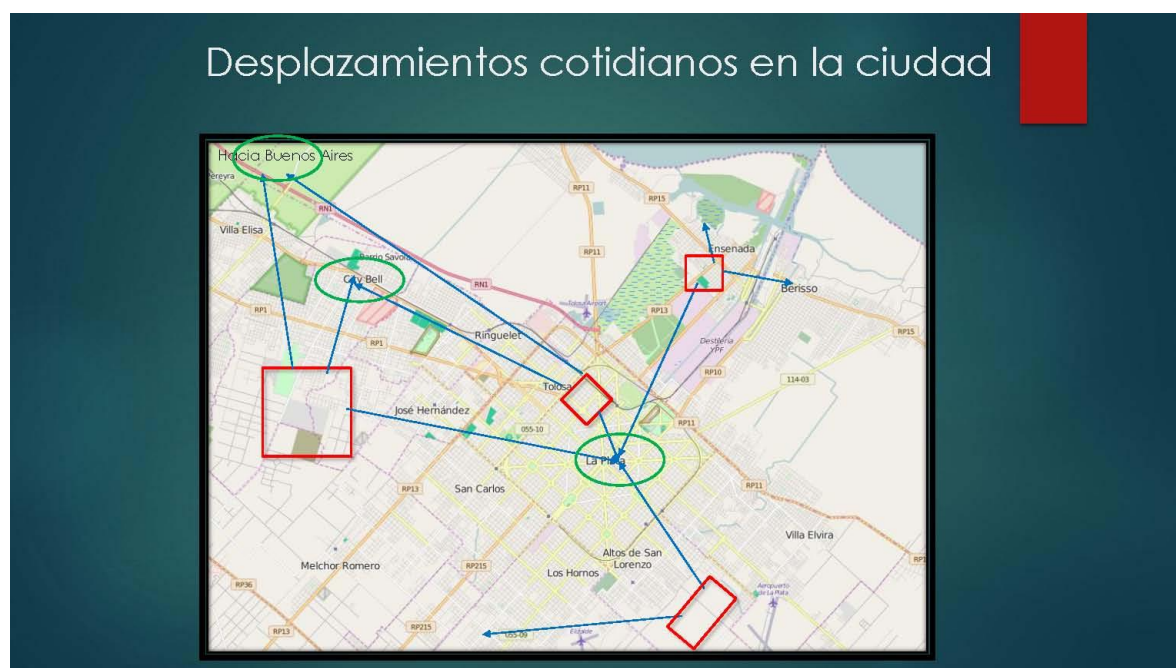 Desplazamientos cotidianos en la ciudad
Hacia Buenos Aires
Pereyra
RN1
Villa Elisa
Barrio Savoia
City Bell
RP11
RP15
RP11
Ensenada
Berisso
RN1
RP1
RP1
Ringuelet
RP13
RP15
Destilería
YPF
RP10
114-03
Tolosa
José Hernández
055-10
RP11
La Plata
RP13
San Carlos
RP11
Villa Elvira
Altos de San
Lorenzo
Melchor Romero
RP215
Los Hornos
RP36
Aeropuerto
de La Plata
RP13
RP215
055-09
Elizalde